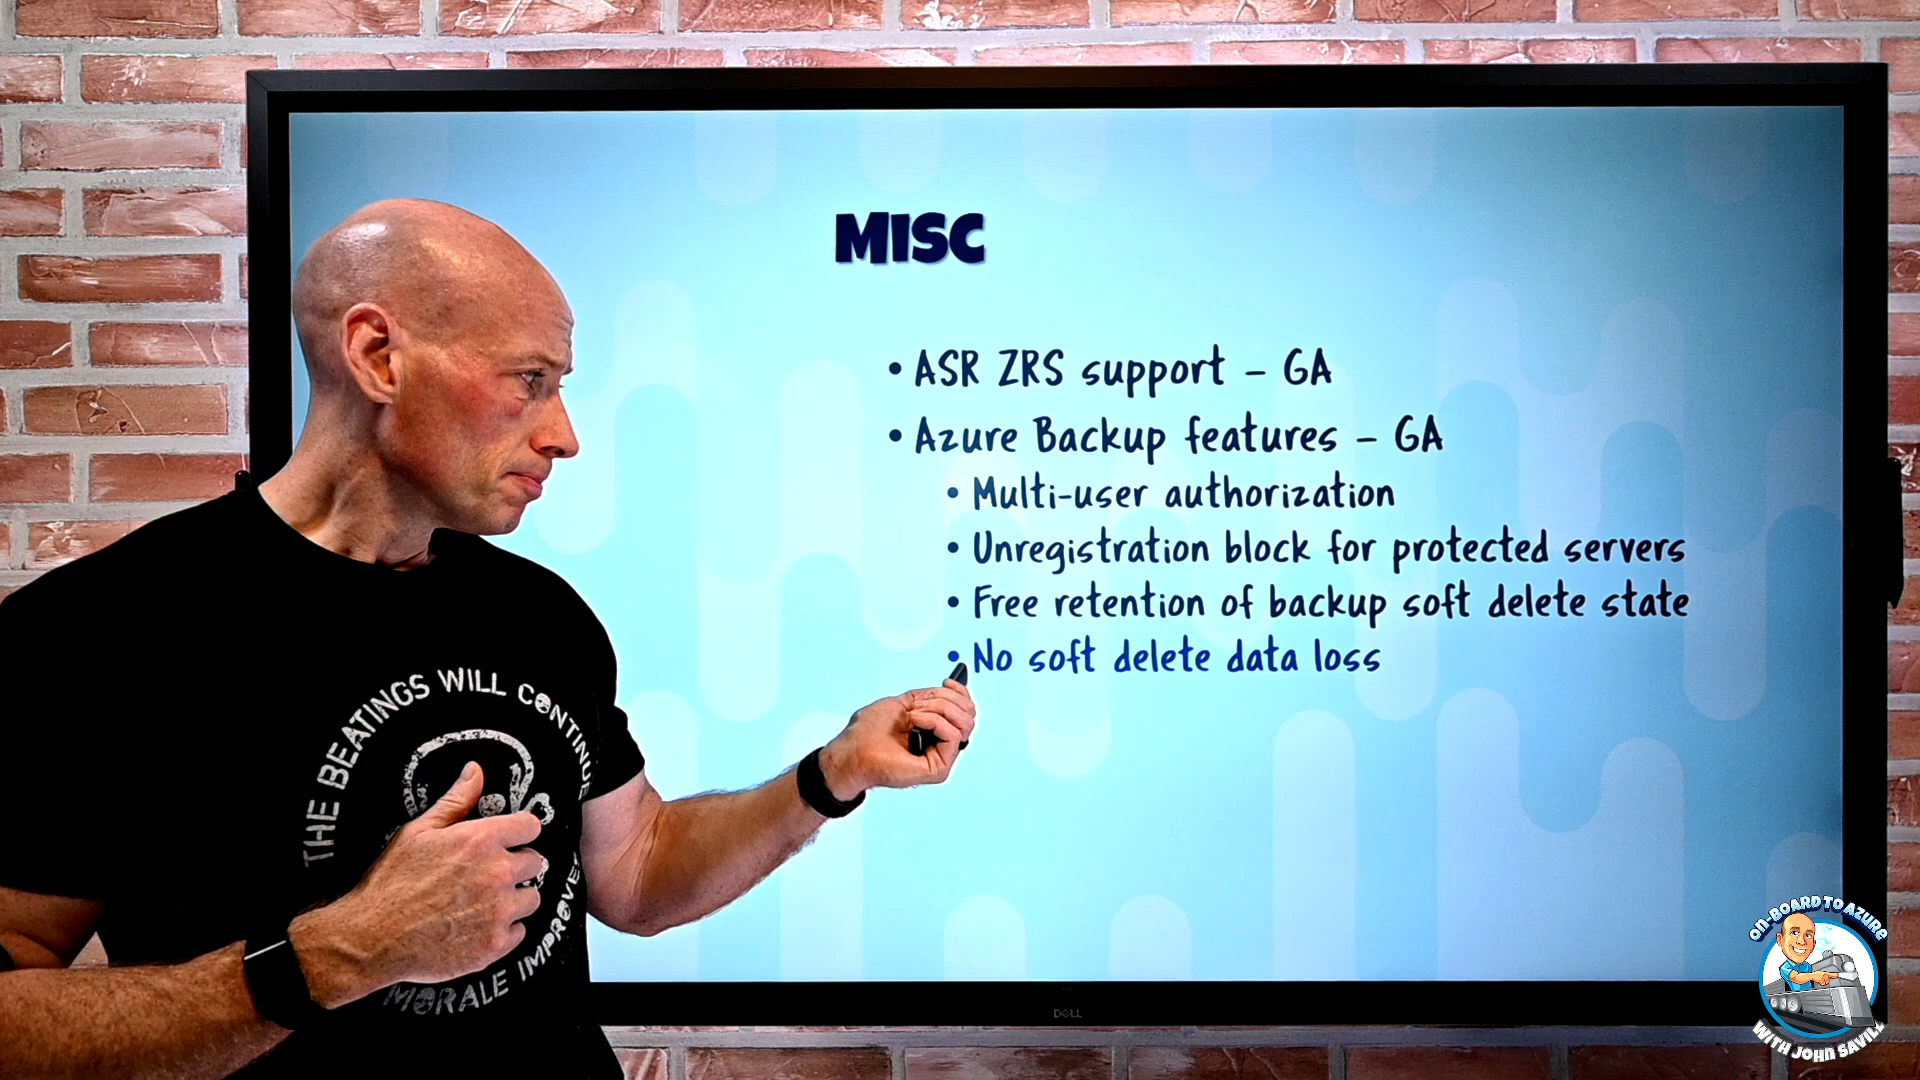 MISC
• ASR ZRS support – GA
• Azure Backup features – GA
• Multi-user authorization
• Unregistration block for protected servers
• Free retention of backup soft delete state
• No soft delete data loss
THE BEATINGS WILL CONTINUE
MORALE IMPROVES
DELL
ON-BOARD TO AZURE
WITH JOHN SAVILL